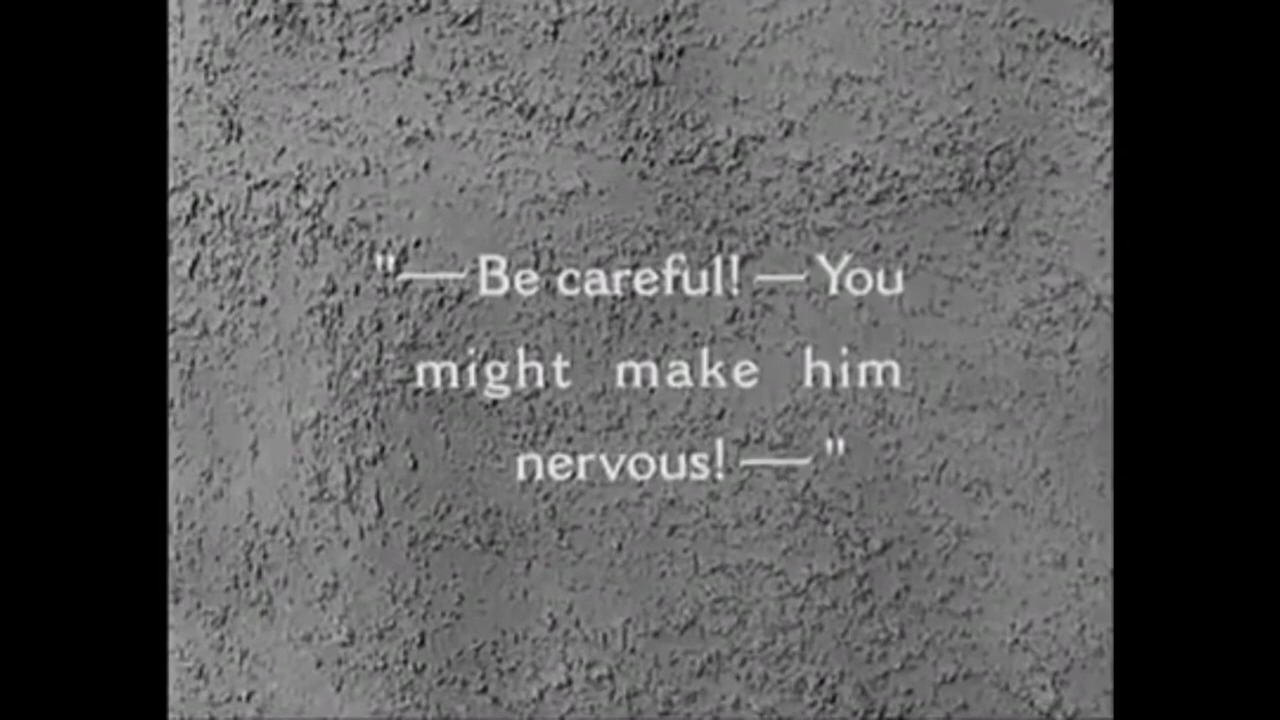 "— Be careful! — You
might make him
nervous! — "